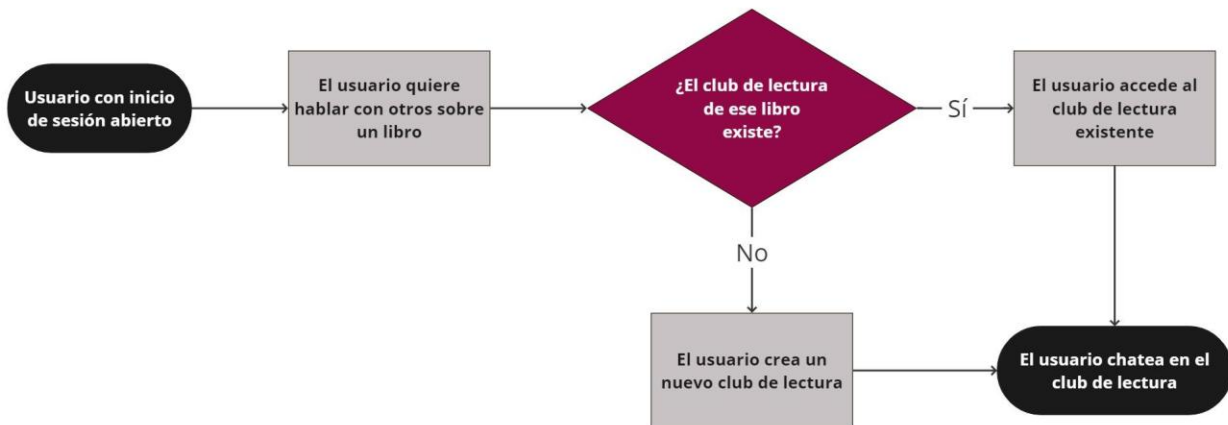 Usuario con inicio
de sesión abierto
El usuario quiere
hablar con otros sobre
un libro
¿El club de lectura
de ese libro
existe?
Sí
El usuario accede al
club de lectura
existente
No
El usuario crea un
nuevo club de lectura
El usuario chatea en el
club de lectura